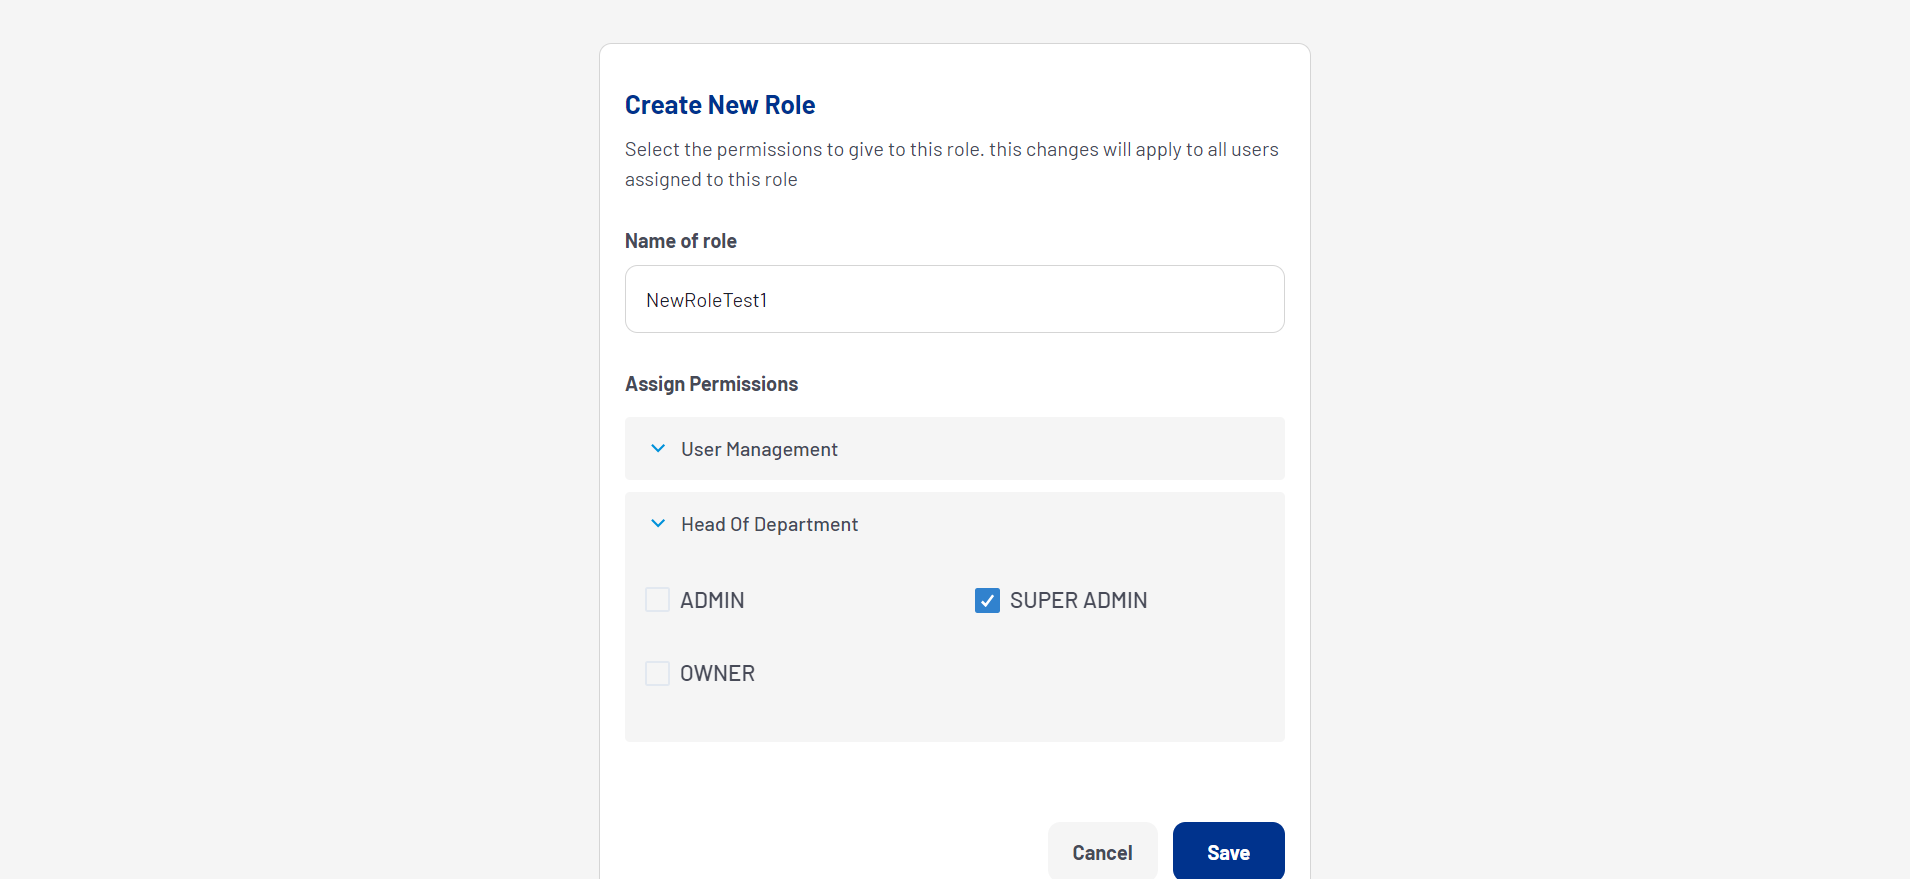 Create New Role
Select the permissions to give to this role. this changes will apply to all users
assigned to this role
Name of role
NewRoleTest1
Assign Permissions
User Management
Head Of Department
ADMIN
SUPER ADMIN
OWNER
Cancel
Save